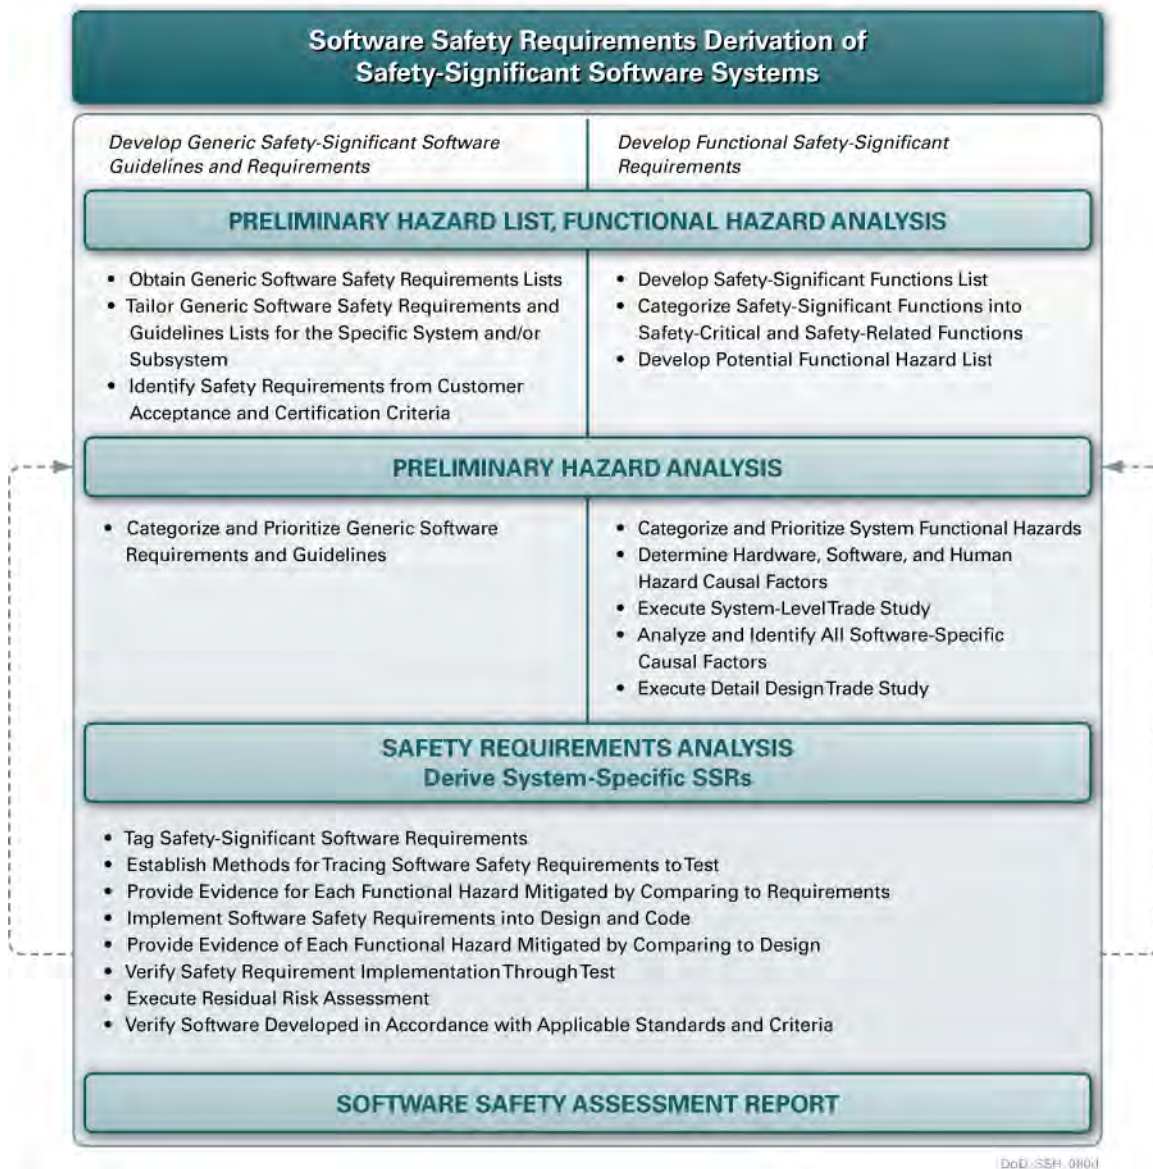 Software Safety Requirements Derivation of
Safety-Significant Software Systems
Develop Generic Safety-Significant Software
Guidelines and Requirements
Develop Functional Safety-Significant
Requirements
PRELIMINARY HAZARD LIST, FUNCTIONAL HAZARD ANALYSIS
• Obtain Generic Software Safety Requirements Lists
• Tailor Generic Software Safety Requirements and
Guidelines Lists for the Specific System and/or
Subsystem
• Identify Safety Requirements from Customer
Acceptance and Certification Criteria
• Develop Safety-Significant Functions List
• Categorize Safety-Significant Functions into
Safety-Critical and Safety-Related Functions
• Develop Potential Functional Hazard List
PRELIMINARY HAZARD ANALYSIS
• Categorize and Prioritize Generic Software
Requirements and Guidelines
• Categorize and Prioritize System Functional Hazards
• Determine Hardware, Software, and Human
Hazard Causal Factors
• Execute System-Level Trade Study
• Analyze and Identify All Software-Specific
Causal Factors
• Execute Detail Design Trade Study
SAFETY REQUIREMENTS ANALYSIS
Derive System-Specific SSRs
• Tag Safety-Significant Software Requirements
• Establish Methods for Tracing Software Safety Requirements to Test
• Provide Evidence for Each Functional Hazard Mitigated by Comparing to Requirements
• Implement Software Safety Requirements into Design and Code
• Provide Evidence of Each Functional Hazard Mitigated by Comparing to Design
• Verify Safety Requirement Implementation Through Test
• Execute Residual Risk Assessment
• Verify Software Developed in Accordance with Applicable Standards and Criteria
SOFTWARE SAFETY ASSESSMENT REPORT
DoD SSH 080d